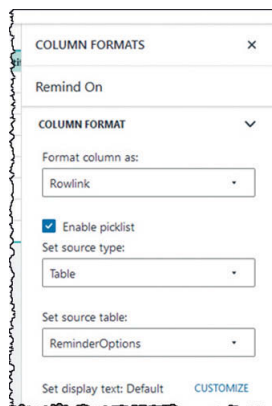 COLUMN FORMATS
Remind On
COLUMN FORMAT
Format column as:
Rowlink
Enable picklist
Set source type:
Table
Set source table:
ReminderOptions
Set display text: Default CUSTOMIZE